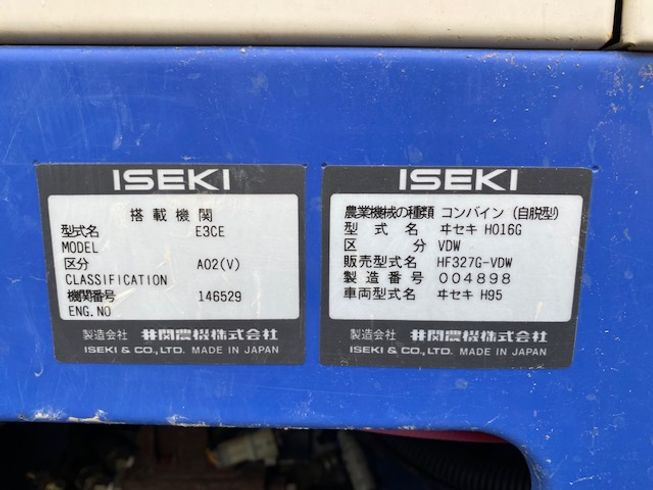 ISEKI
搭載機関
型式名 E3CE
MODEL
区分 A02(V)
CLASSIFICATION
機関番号 146529
ENG.NO
製造会社 井関農機株式会社
ISEKI & CO.,LTD. MADE IN JAPAN
ISEKI
農業機械の種類 コンバイン(自脱型)
型式名 ヰセキ HO16G
区分 VDW
販売型式名 HF327G-VDW
製造番号 004898
車両型式名 ヰセキ H95
製造会社 井関農機株式会社
ISEKI & CO.,LTD. MADE IN JAPAN